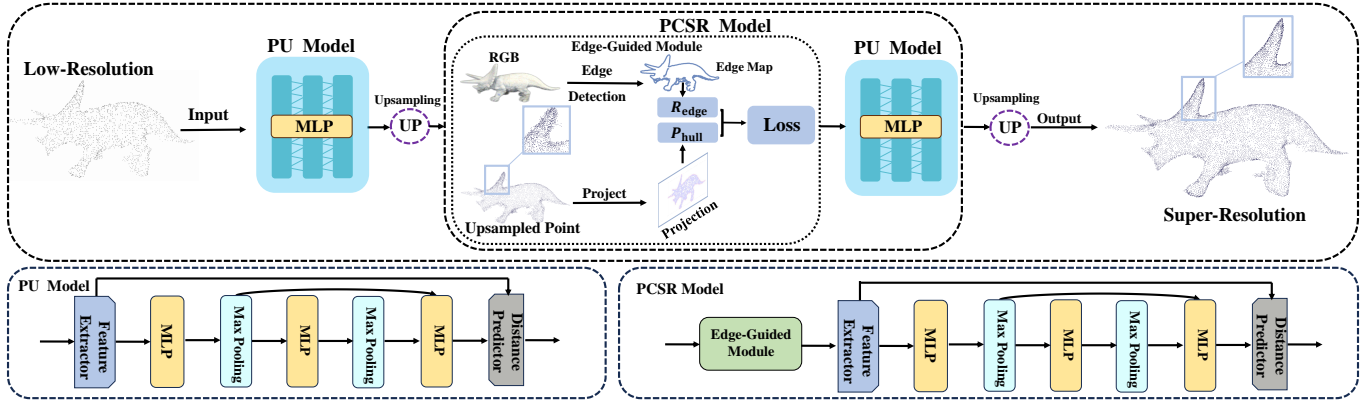 PCSR Model
PU Model
Edge-Guided Module
PU Model
Low-Resolution
RGB
Edge
Detection
Edge Map
Upsampling
Upsampling
Input
MLP
UP
R_edge
P_hull
Loss
MLP
UP
Output
Project
Projection
Upsampled Point
Super-Resolution
PU Model
Feature
Extractor
MLP
Max Pooling
MLP
Max Pooling
MLP
Distance
Predictor
PCSR Model
Edge-Guided
Module
Feature
Extractor
MLP
Max Pooling
MLP
Max Pooling
MLP
Distance
Predictor